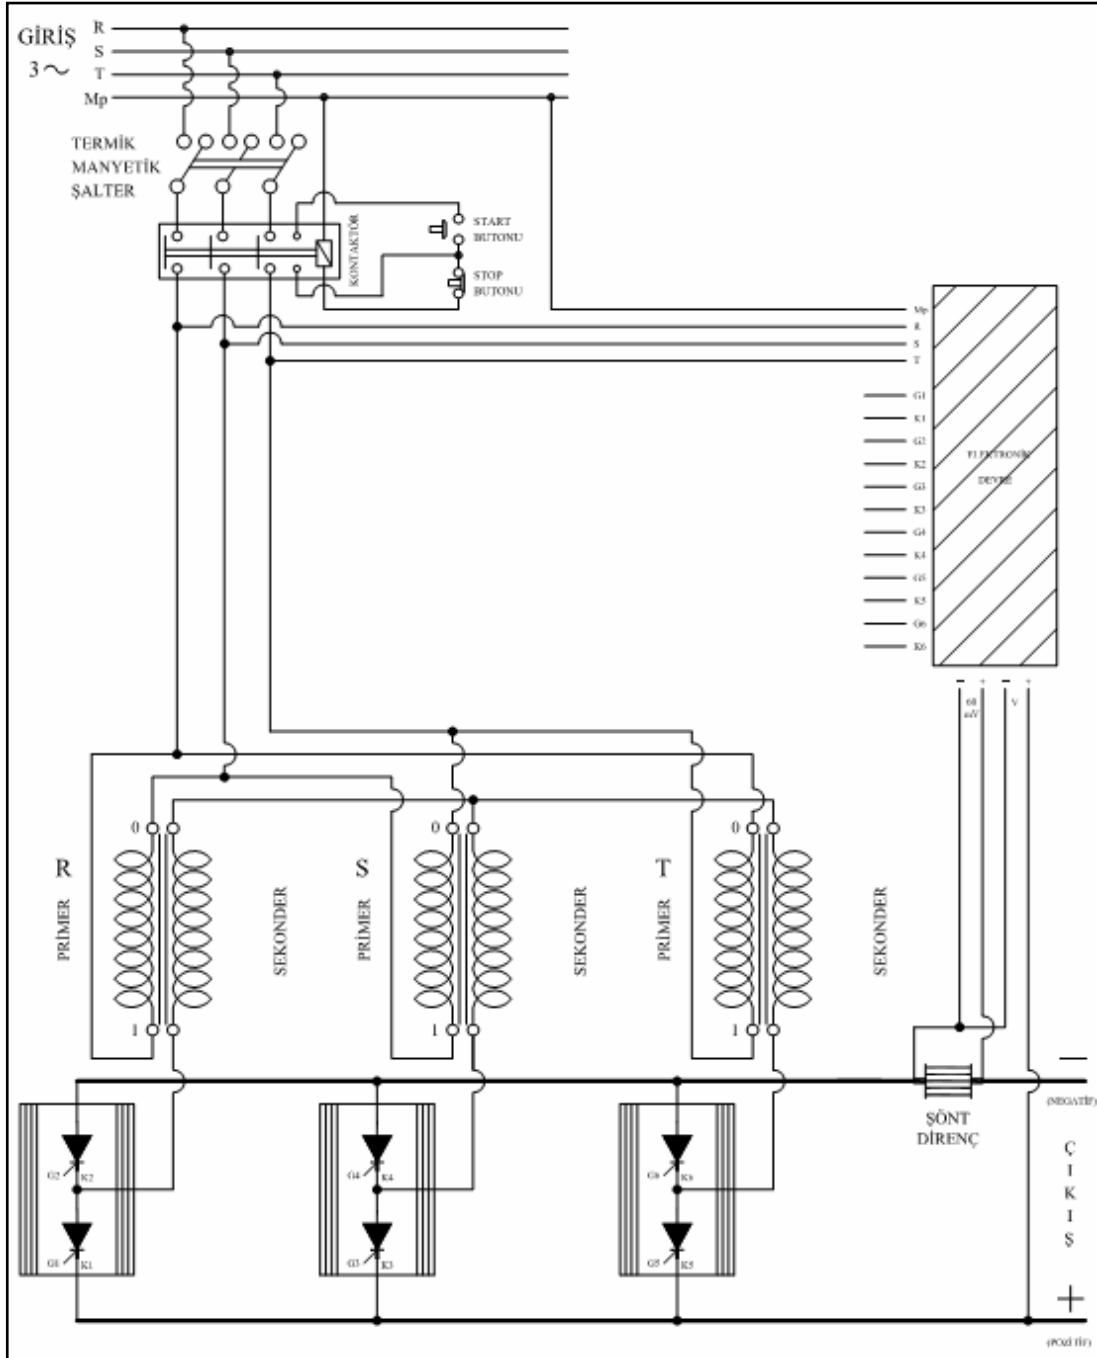 GİRİŞ
3
R
S
T
Mp
TERMİK
MANYETİK
ŞALTER
KONTAKTÖR
START
BUTONU
STOP
BUTONU
Mp
R
S
T
G1
K1
G2
K2
G3
K3
G4
K4
G5
K5
G6
K6
ELEKTRONİK
DEVRE
− + − +
60
mV
V
0
0
0
R
S
T
PRİMER
SEKONDER
PRİMER
SEKONDER
PRİMER
SEKONDER
1
1
1
−
(NEGATİF)
ŞÖNT
DİRENÇ
G2 K2
G4 K4
G6 K6
G1 K1
G3 K3
G5 K5
ÇIKIŞ
+
(POZİTİF)